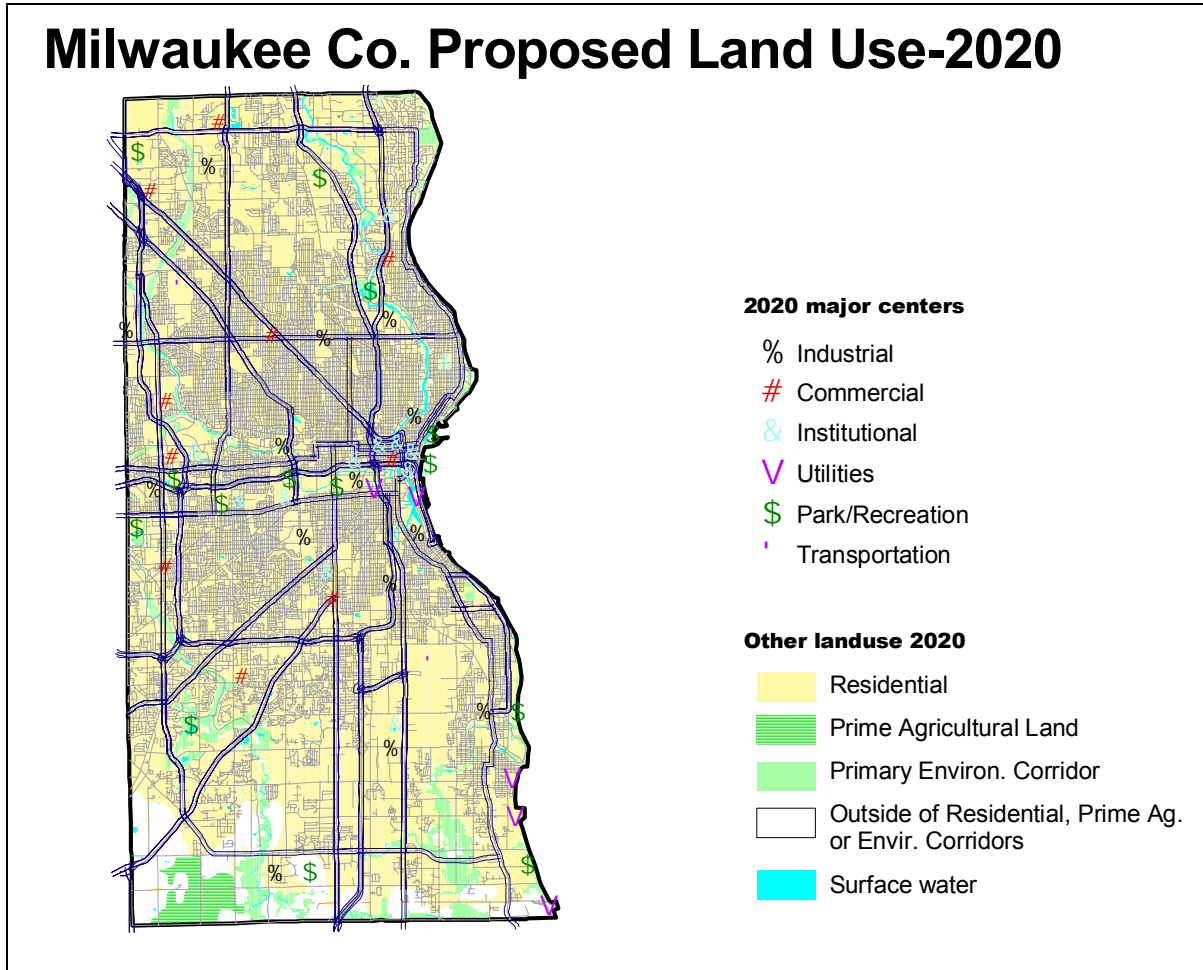 Milwaukee Co. Proposed Land Use-2020
2020 major centers
% Industrial
# Commercial
& Institutional
V Utilities
$ Park/Recreation
' Transportation
Other landuse 2020
Residential
Prime Agricultural Land
Primary Environ. Corridor
Outside of Residential, Prime Ag.
or Envir. Corridors
Surface water